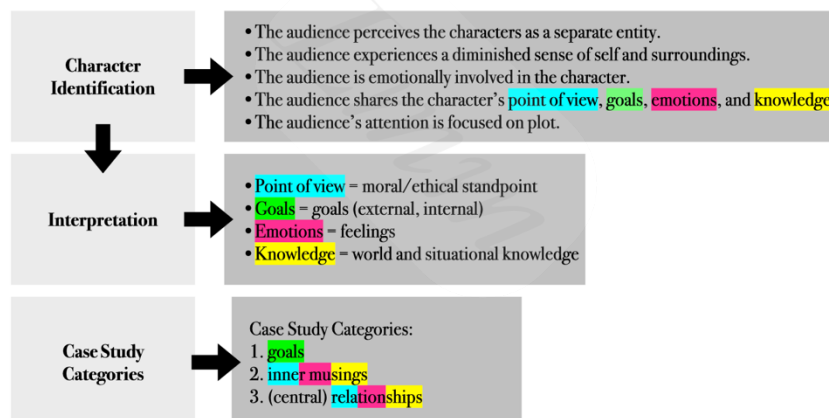 Character
Identification
• The audience perceives the characters as a separate entity.
• The audience experiences a diminished sense of self and surroundings.
• The audience is emotionally involved in the character.
• The audience shares the character's point of view, goals, emotions, and knowledge
• The audience's attention is focused on plot.
Interpretation
• Point of view = moral/ethical standpoint
• Goals = goals (external, internal)
• Emotions = feelings
• Knowledge = world and situational knowledge
Case Study
Categories
Case Study Categories:
1. goals
2. inner musings
3. (central) relationships